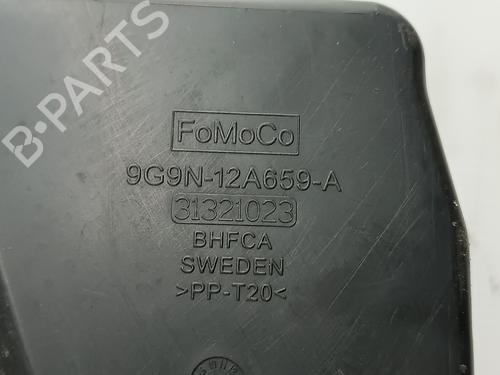 B-PARTS
FoMoCo
9G9N-12A659-A
31321023
BHFCA
SWEDEN
>PP-T20<